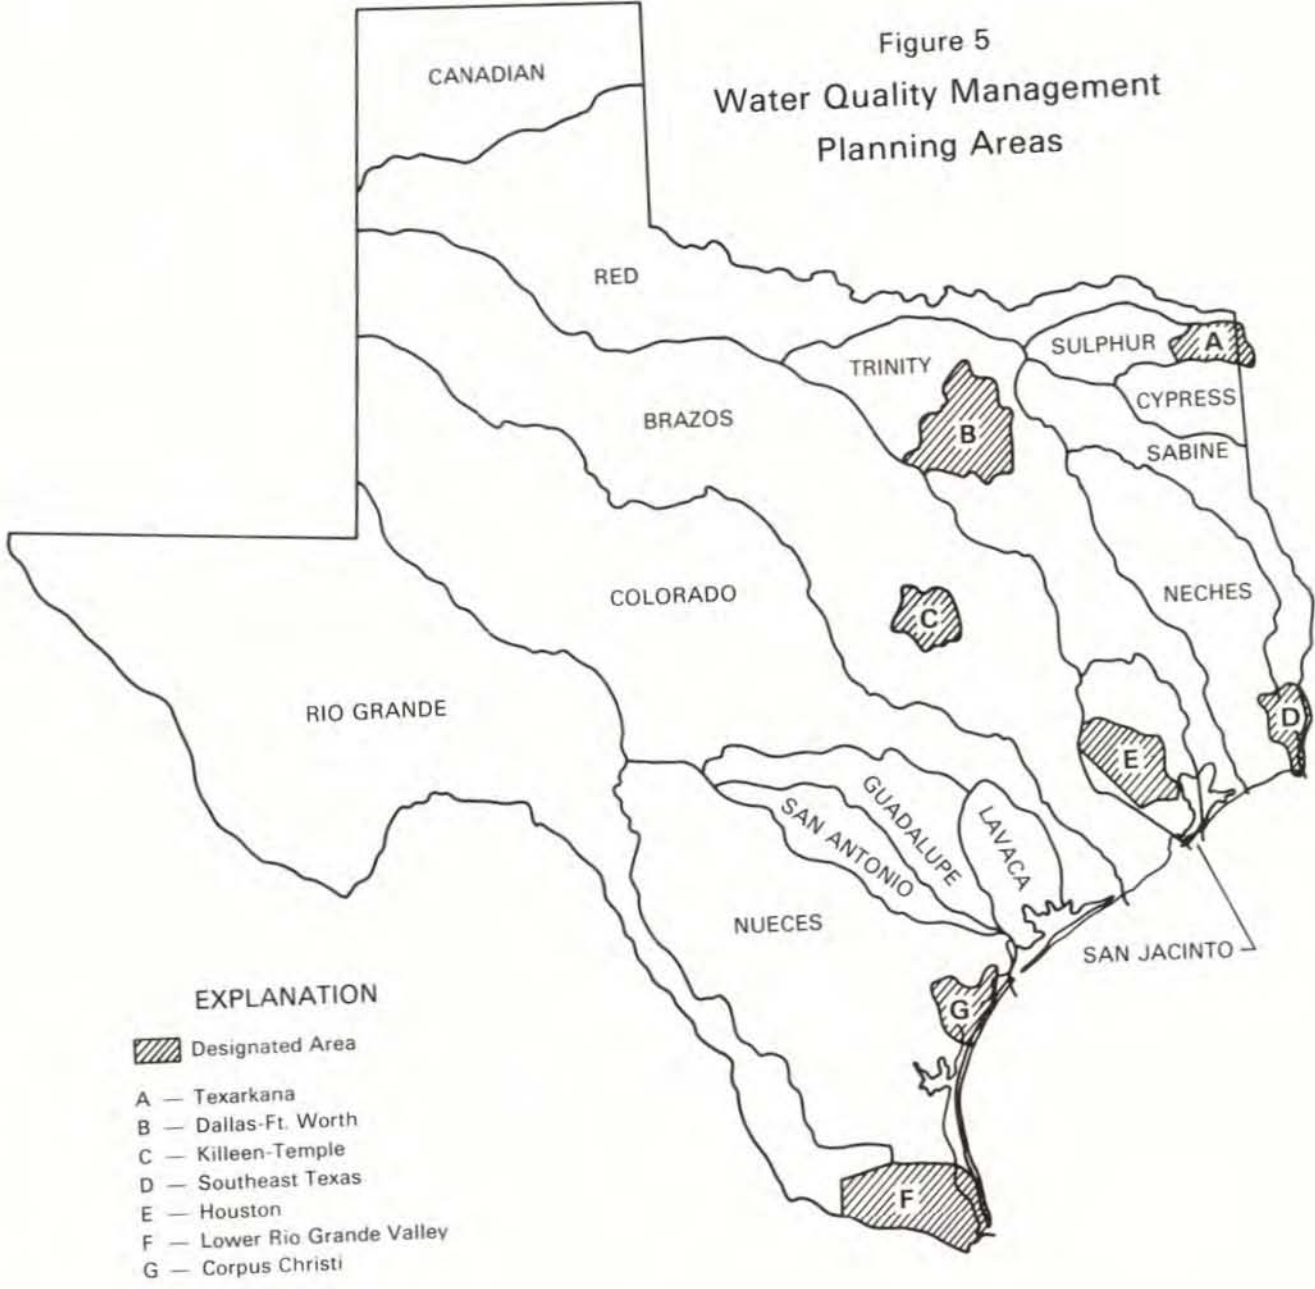 Figure 5
Water Quality Management
Planning Areas
CANADIAN
RED
SULPHUR
A
TRINITY
CYPRESS
BRAZOS
B
SABINE
COLORADO
C
NECHES
RIO GRANDE
D
E
GUADALUPE
SAN ANTONIO
LAVACA
NUECES
SAN JACINTO
G
F
EXPLANATION
Designated Area
A — Texarkana
B — Dallas-Ft. Worth
C — Killeen-Temple
D — Southeast Texas
E — Houston
F — Lower Rio Grande Valley
G — Corpus Christi